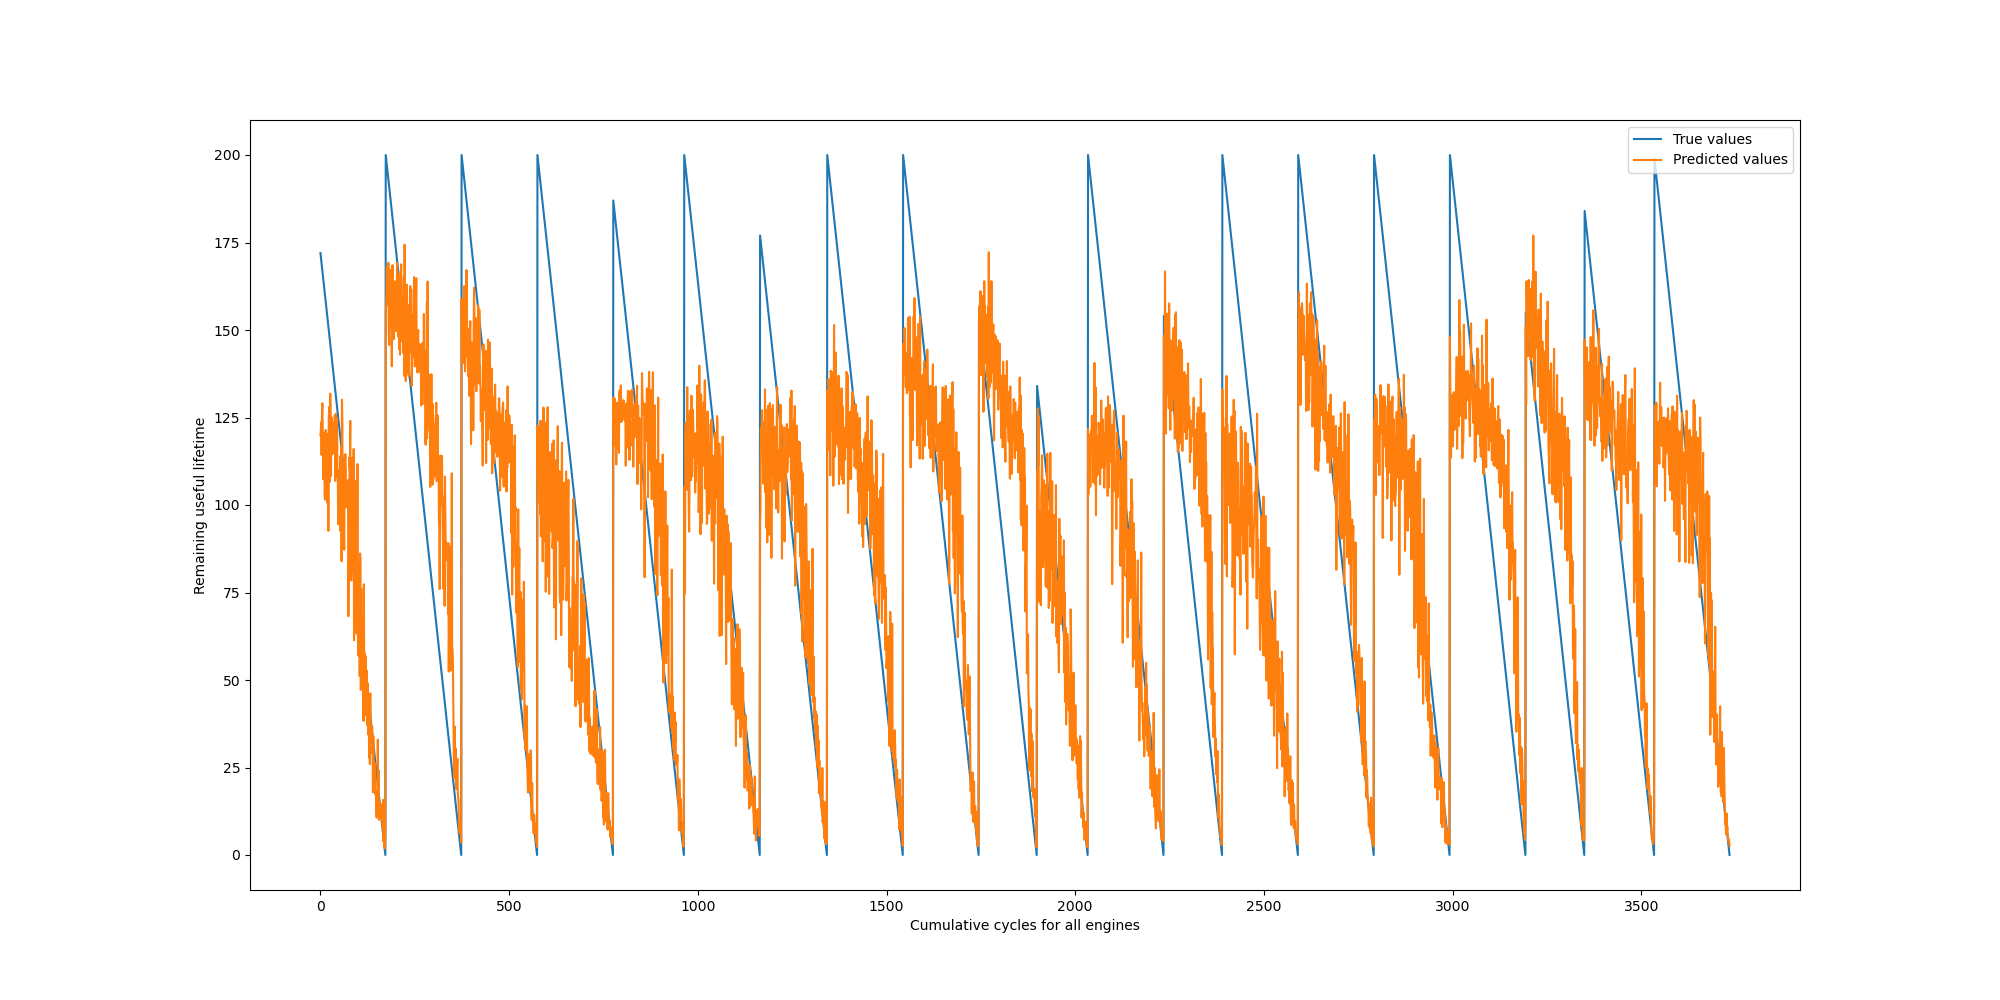 True values
Predicted values
200
175
150
125
100
75
50
25
0
Remaining useful lifetime
0 500 1000 1500 2000 2500 3000 3500
Cumulative cycles for all engines